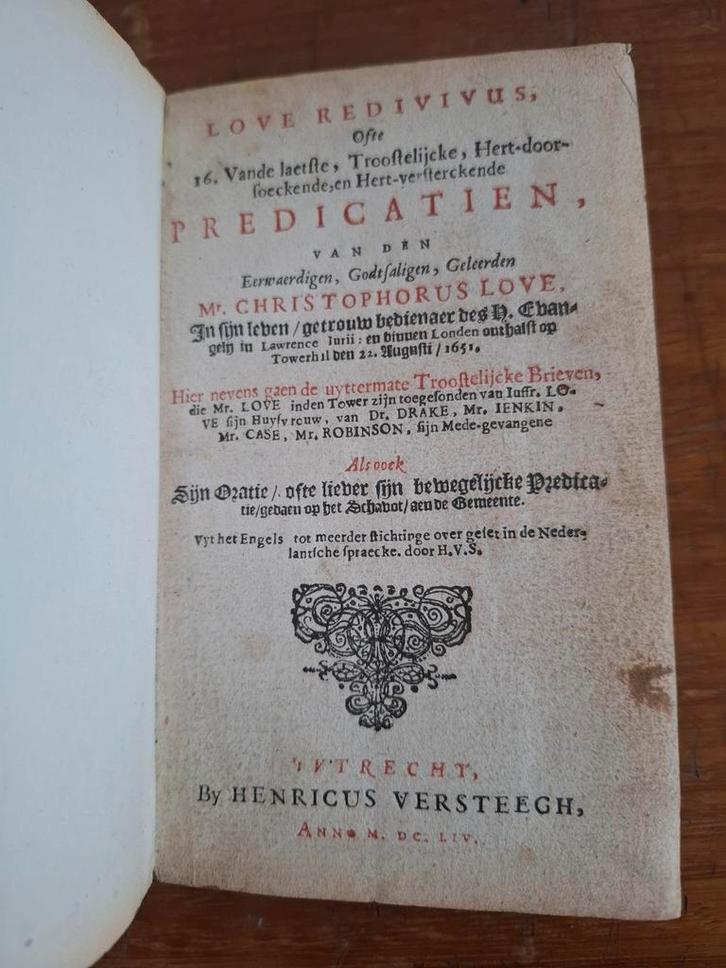 LOVE REDIVIVUS,
Ofte
16. Vande laetſte, Trooſtelijcke, Hert-door-
ſoeckende, en Hert-verſterckende
PREDICATIEN,
VAN DEN
Eerwaerdigen, Godtſaligen, Geleerden
Mr. CHRISTOPHORUS LOVE,
In ſijn leben / getrouw bedienaer des H. Evan-
gely in Lawrence Iurii: en binnen Londen onthalſt op
Towerhil den 22. Auguſti / 1651.
Hier nevens gaen de uyttermate Trooſtelijcke Brieven,
die Mr. LOVE inden Tower zijn toegeſonden van Iuffr. LO-
VE ſijn Huyſvrouw, van Dr. DRAKE, Mr. IENKIN,
Mr. CASE, Mr. ROBINSON, ſijn Mede-gevangene
Als oock
Sijn Oratie / ofte liever ſijn bewegelijcke Predica-
tie / gedaen op het Schavot / aen de Gemeente.
Vyt het Engels tot meerder ſtichtinge over geſet in de Neder-
lantſche ſpraecke. door H.V.S.
't VTRECHT,
By HENRICUS VERSTEEGH,
ANNO M. DC. LIV.